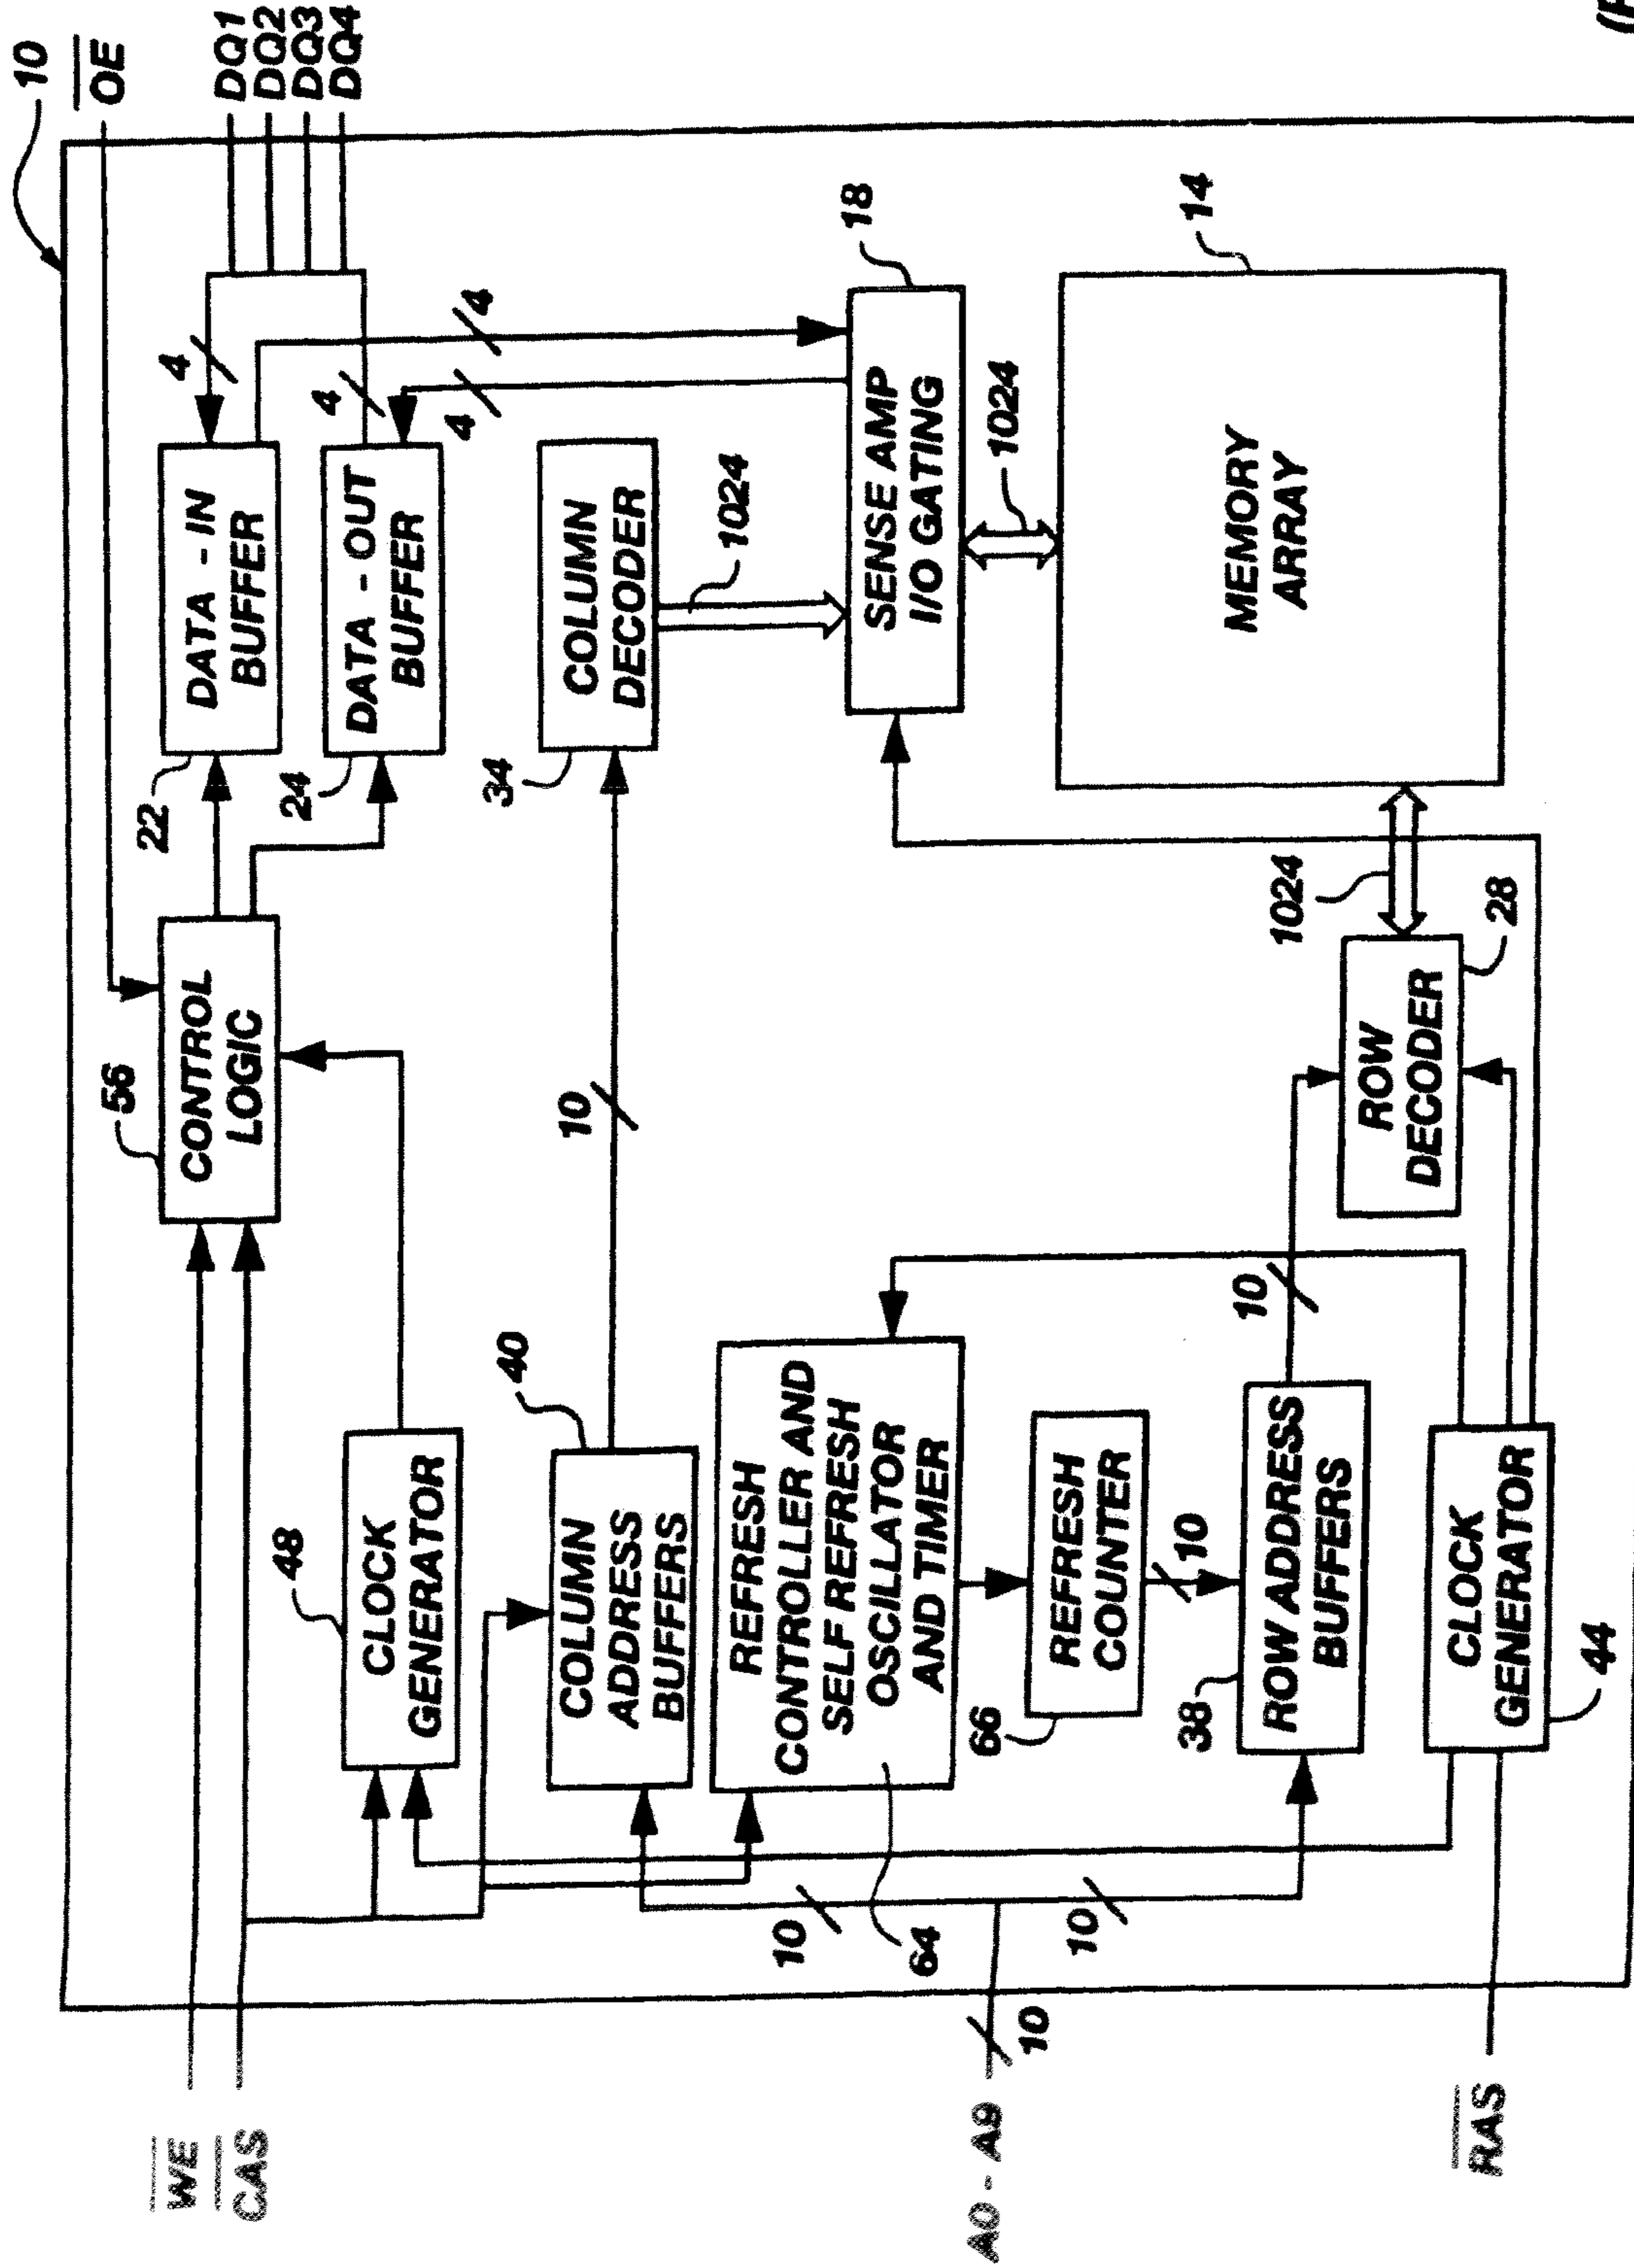 10
OE
DQ1
DQ2
DQ3
DQ4
WE
CAS
56
CONTROL
LOGIC
22
DATA - IN
BUFFER
4
4
24
DATA - OUT
BUFFER
4
4
48
CLOCK
GENERATOR
40
COLUMN
ADDRESS
BUFFERS
10
34
COLUMN
DECODER
1024
REFRESH
CONTROLLER AND
SELF REFRESH
OSCILLATOR
AND TIMER
10
64
18
SENSE AMP
I/O GATING
1024
A0 - A9
10
10
66
REFRESH
COUNTER
10
14
MEMORY
ARRAY
38
ROW ADDRESS
BUFFERS
10
1024
ROW
DECODER
28
RAS
CLOCK
GENERATOR
44